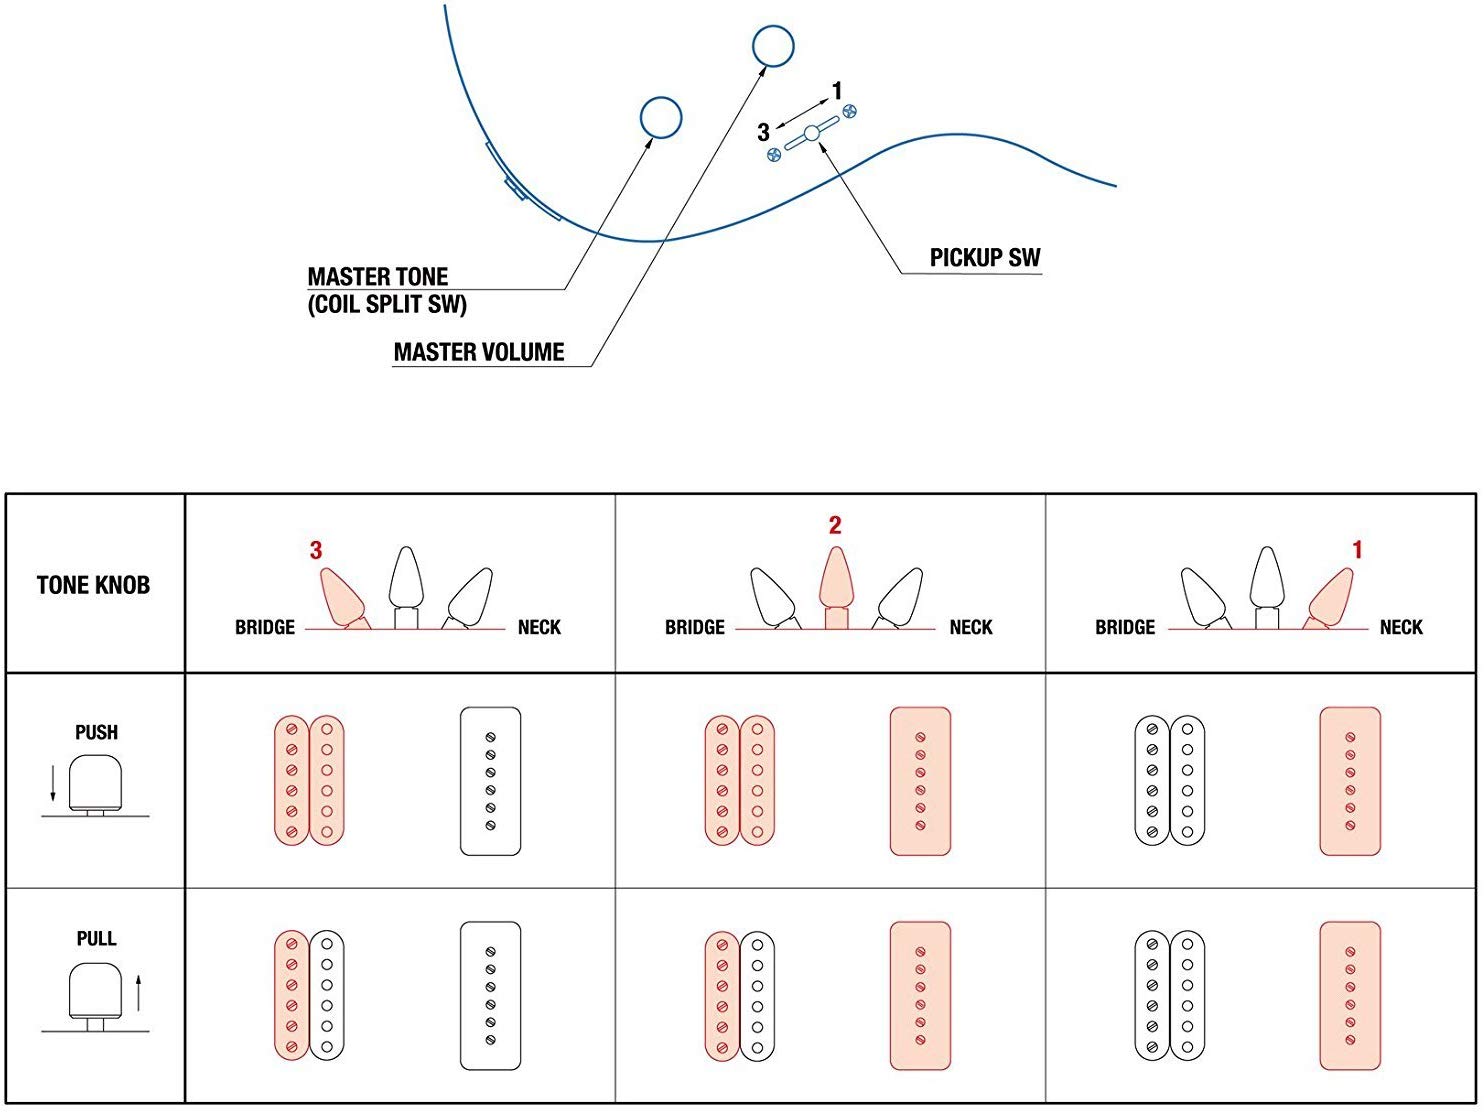 1
3
PICKUP SW
MASTER TONE
(COIL SPLIT SW)
MASTER VOLUME
TONE KNOB
3
BRIDGE NECK
2
BRIDGE NECK
1
BRIDGE NECK
PUSH
PULL